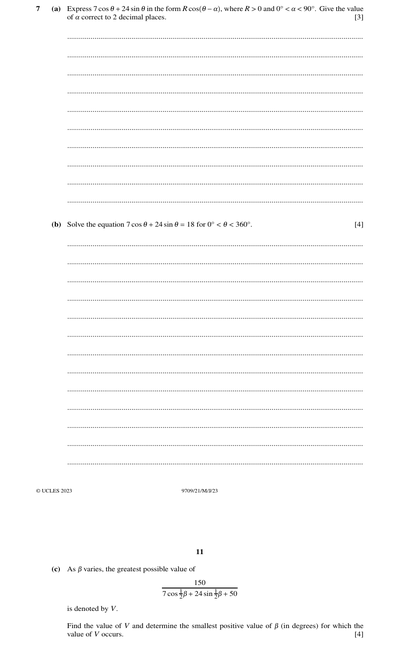 7 (a) Express 7 cos θ + 24 sin θ in the form R cos(θ − α), where R > 0 and 0° < α < 90°. Give the value
of α correct to 2 decimal places. [3]
(b) Solve the equation 7 cos θ + 24 sin θ = 18 for 0° < θ < 360°. [4]
© UCLES 2023 9709/21/M/J/23
11
(c) As β varies, the greatest possible value of
150
7 cos ½β + 24 sin ½β + 50
is denoted by V.
Find the value of V and determine the smallest positive value of β (in degrees) for which the
value of V occurs. [4]